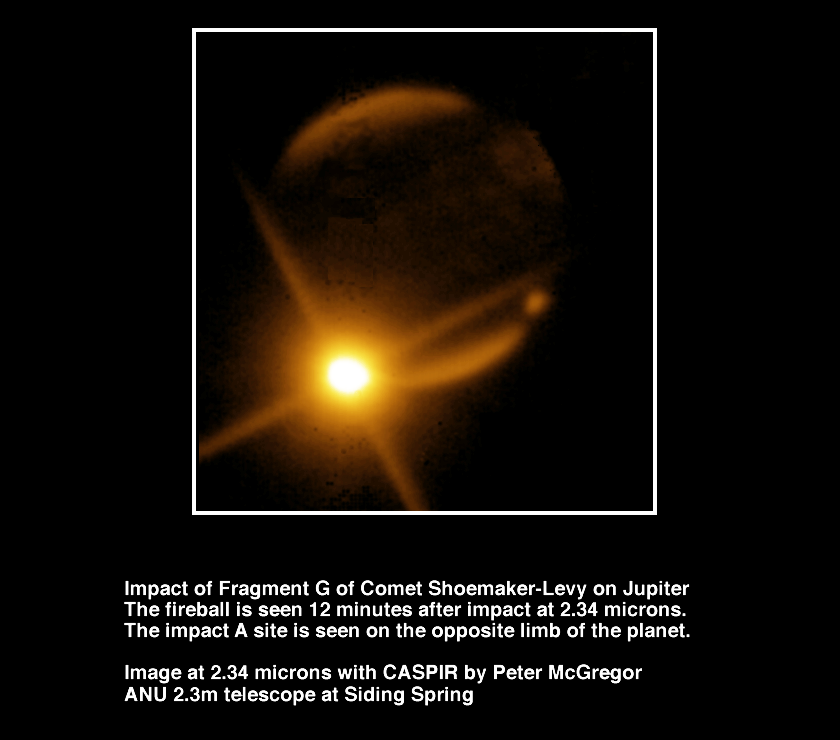 Impact of Fragment G of Comet Shoemaker-Levy on Jupiter
The fireball is seen 12 minutes after impact at 2.34 microns.
The impact A site is seen on the opposite limb of the planet.
Image at 2.34 microns with CASPIR by Peter McGregor
ANU 2.3m telescope at Siding Spring